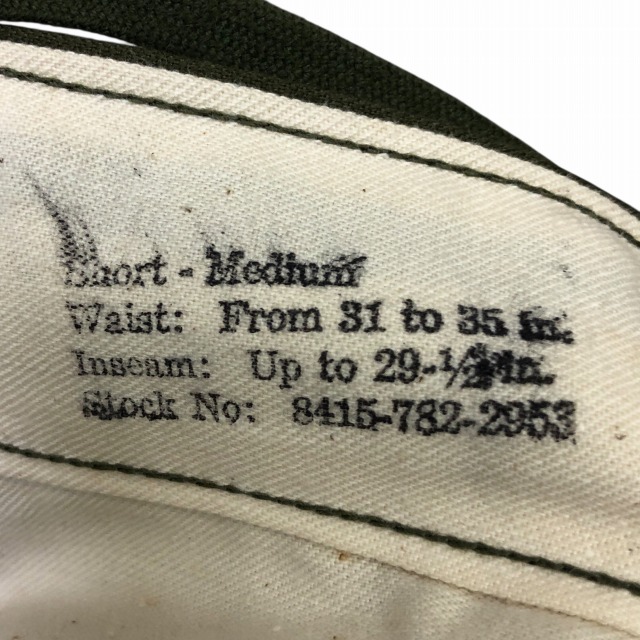 Short - Medium
Waist: From 31 to 35 in.
Inseam: Up to 29-1/2 in.
Stock No: 8415-782-2953